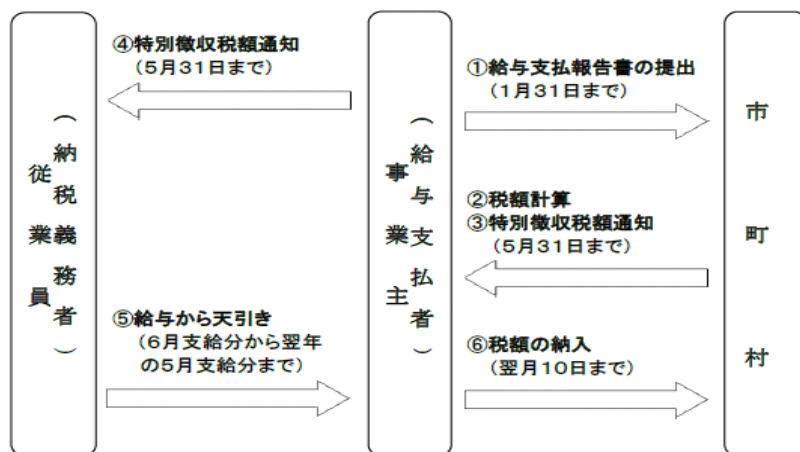 従業員
（納税義務者）
④特別徴収税額通知
（５月31日まで）
⑤給与から天引き
（６月支給分から翌年
の５月支給分まで）
事業主
（給与支払者）
①給与支払報告書の提出
（１月31日まで）
②税額計算
③特別徴収税額通知
（５月31日まで）
⑥税額の納入
（翌月10日まで）
市町村